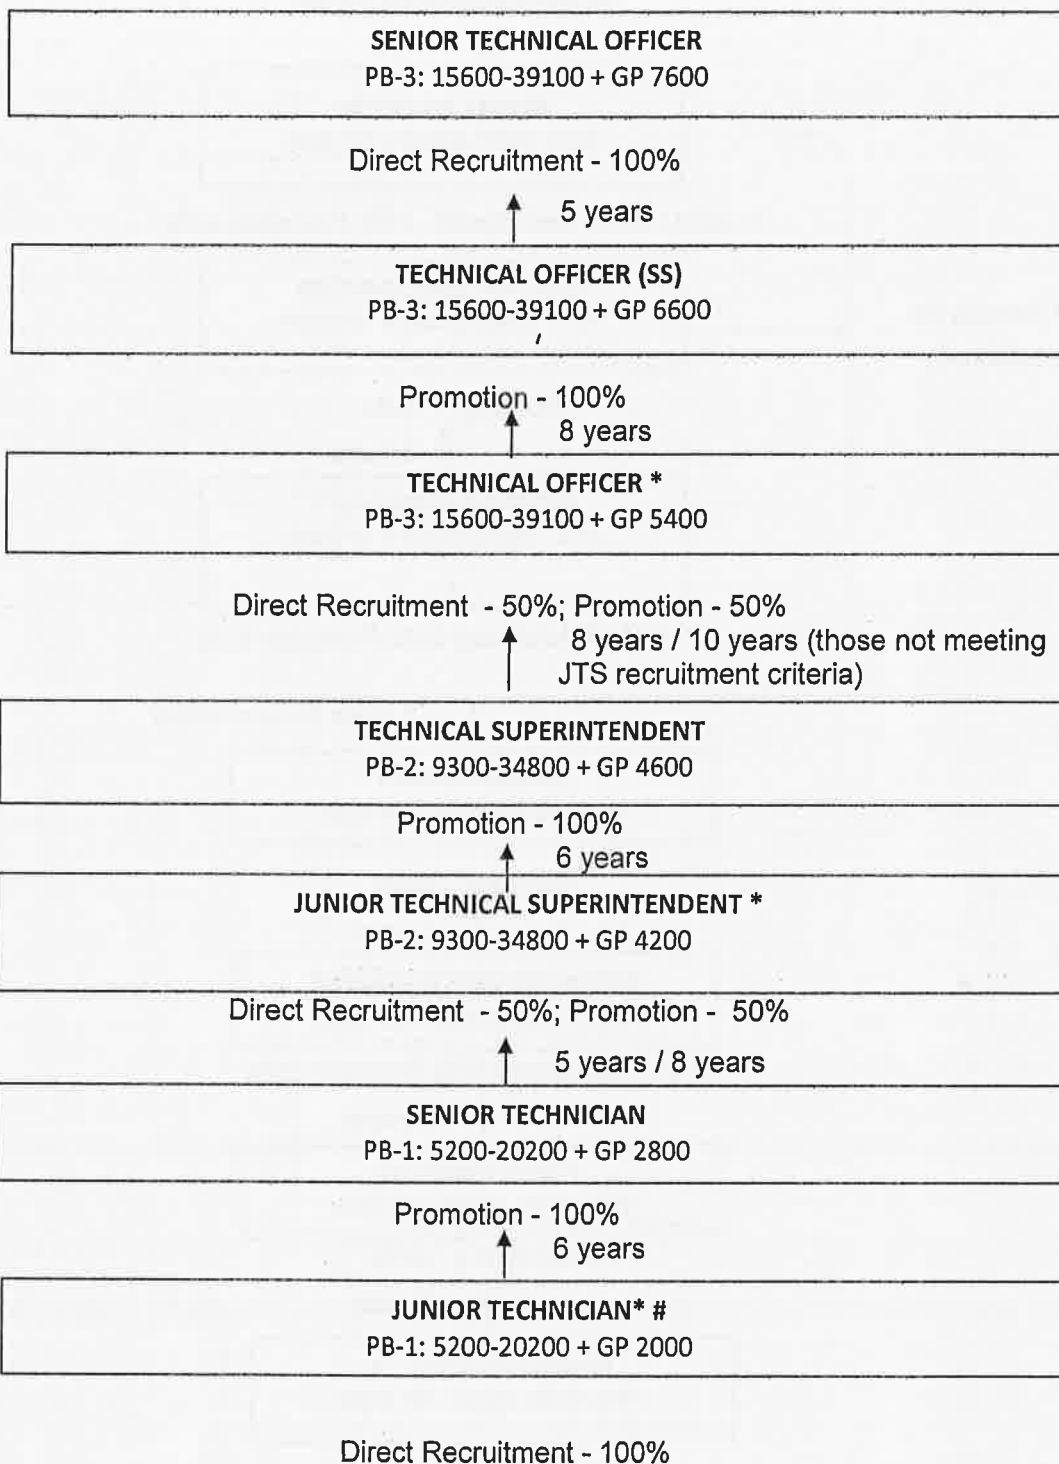 SENIOR TECHNICAL OFFICER
PB-3: 15600-39100 + GP 7600
Direct Recruitment - 100%
5 years
TECHNICAL OFFICER (SS)
PB-3: 15600-39100 + GP 6600
Promotion - 100%
8 years
TECHNICAL OFFICER *
PB-3: 15600-39100 + GP 5400
Direct Recruitment - 50%; Promotion - 50%
8 years / 10 years (those not meeting
JTS recruitment criteria)
TECHNICAL SUPERINTENDENT
PB-2: 9300-34800 + GP 4600
Promotion - 100%
6 years
JUNIOR TECHNICAL SUPERINTENDENT *
PB-2: 9300-34800 + GP 4200
Direct Recruitment - 50%; Promotion - 50%
5 years / 8 years
SENIOR TECHNICIAN
PB-1: 5200-20200 + GP 2800
Promotion - 100%
6 years
JUNIOR TECHNICIAN* #
PB-1: 5200-20200 + GP 2000
Direct Recruitment - 100%